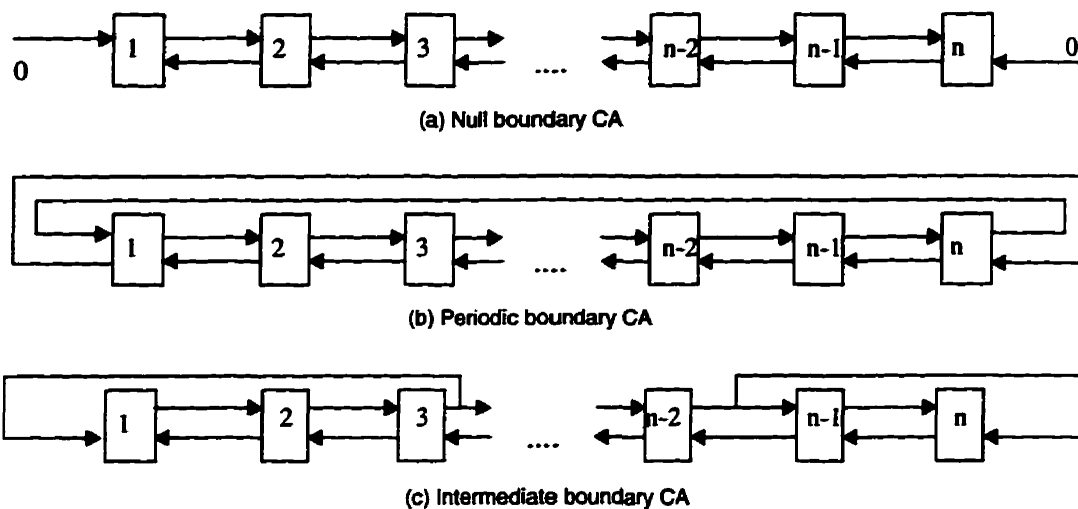 1 2 3 .... n-2 n-1 n
0 0
(a) Null boundary CA
1 2 3 .... n-2 n-1 n
(b) Periodic boundary CA
1 2 3 .... n-2 n-1 n
(c) Intermediate boundary CA